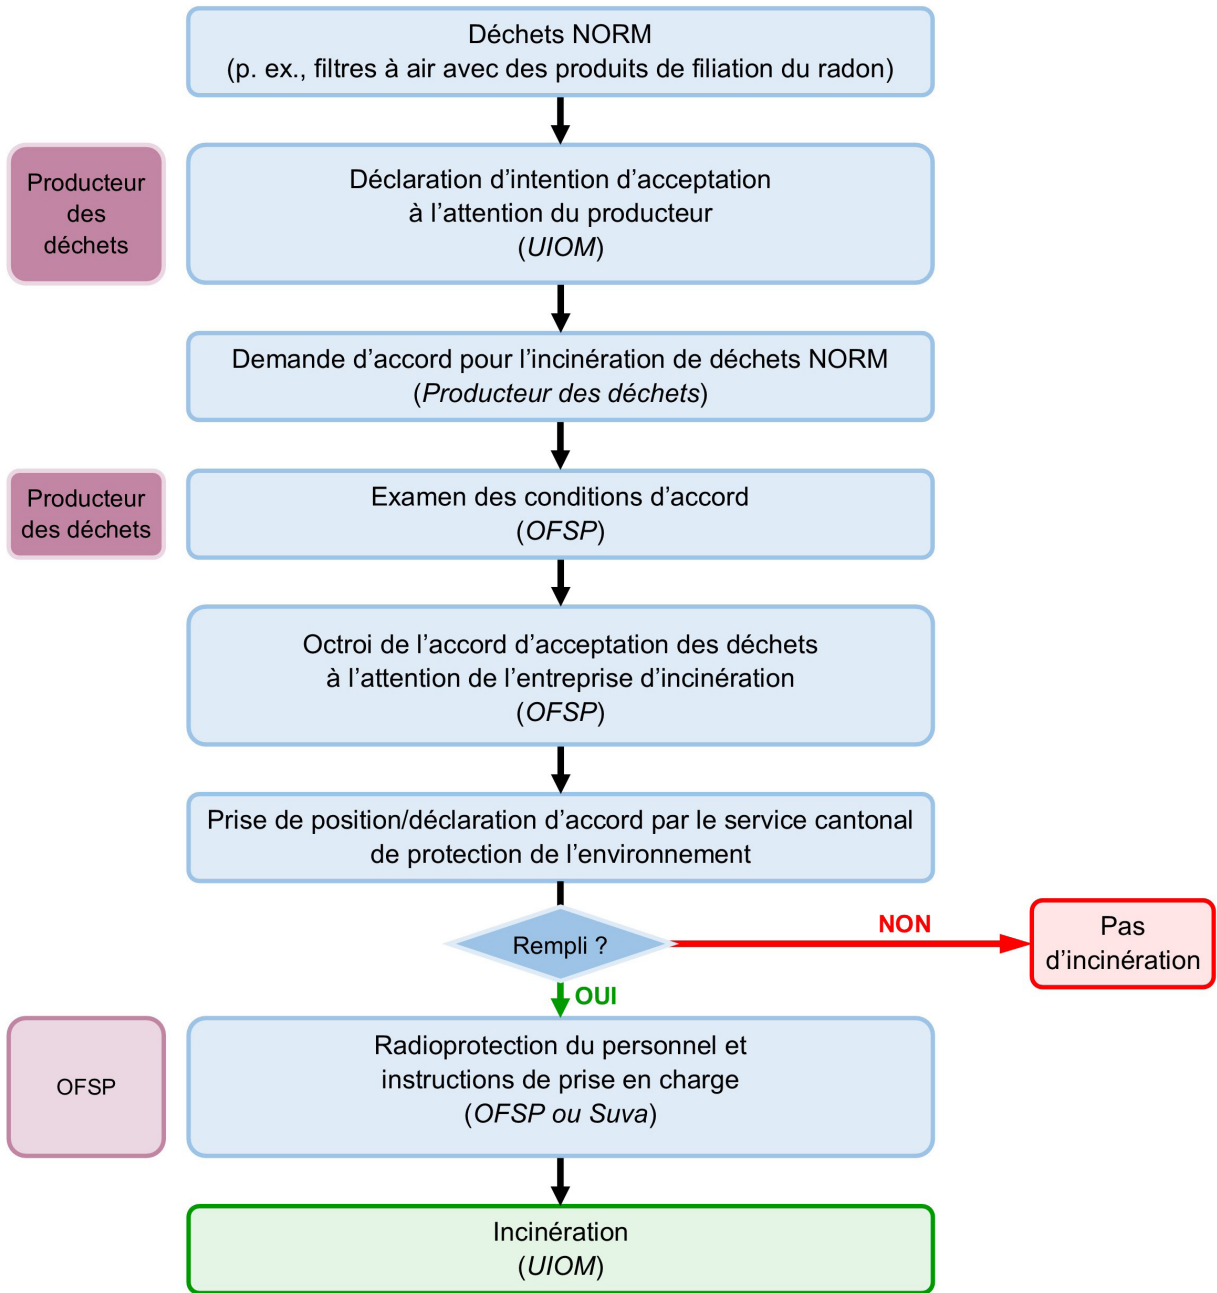 Déchets NORM
(p. ex., filtres à air avec des produits de filiation du radon)
Producteur
des
déchets
Déclaration d’intention d’acceptation
à l’attention du producteur
(UIOM)
Demande d’accord pour l’incinération de déchets NORM
(Producteur des déchets)
Producteur
des déchets
Examen des conditions d’accord
(OFSP)
Octroi de l’accord d’acceptation des déchets
à l’attention de l’entreprise d’incinération
(OFSP)
Prise de position/déclaration d’accord par le service cantonal
de protection de l’environnement
Rempli ?
NON
Pas
d’incinération
OUI
OFSP
Radioprotection du personnel et
instructions de prise en charge
(OFSP ou Suva)
Incinération
(UIOM)